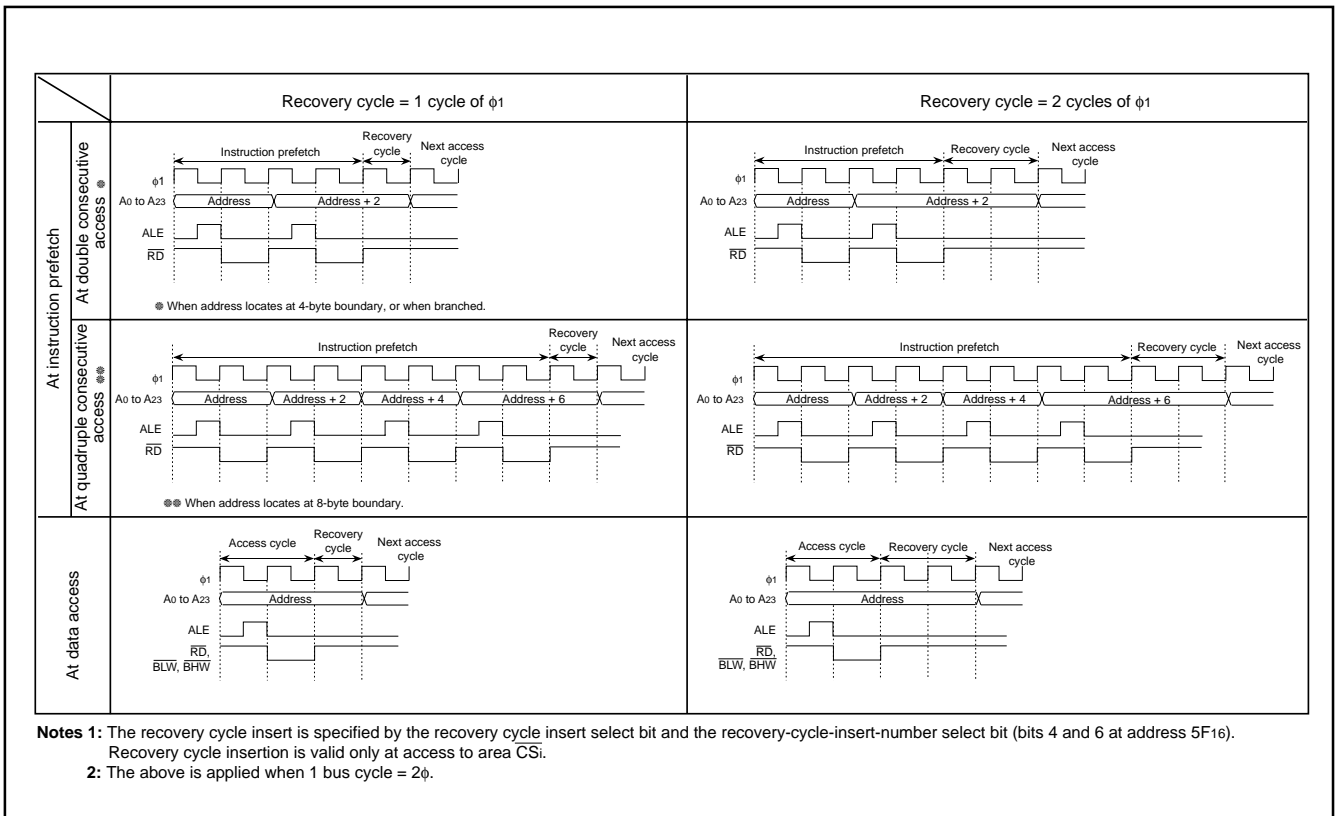 Recovery cycle = 1 cycle of φ1
Recovery cycle = 2 cycles of φ1
At instruction prefetch
At double consecutive
access ※
Instruction prefetch
Recovery
cycle
Next access
cycle
φ1
A0 to A23
Address
Address + 2
ALE
RD
※ When address locates at 4-byte boundary, or when branched.
Instruction prefetch
Recovery cycle
Next access
cycle
φ1
A0 to A23
Address
Address + 2
ALE
RD
At quadruple consecutive
access ※※
Instruction prefetch
Recovery
cycle
Next access
cycle
φ1
A0 to A23
Address
Address + 2
Address + 4
Address + 6
ALE
RD
※※ When address locates at 8-byte boundary.
Instruction prefetch
Recovery cycle
Next access
cycle
φ1
A0 to A23
Address
Address + 2
Address + 4
Address + 6
ALE
RD
At data access
Access cycle
Recovery
cycle
Next access
cycle
φ1
A0 to A23
Address
ALE
RD,
BLW, BHW
Access cycle
Recovery cycle
Next access
cycle
φ1
A0 to A23
Address
ALE
RD,
BLW, BHW
Notes 1: The recovery cycle insert is specified by the recovery cycle insert select bit and the recovery-cycle-insert-number select bit (bits 4 and 6 at address 5F16).
Recovery cycle insertion is valid only at access to area CSi.
2: The above is applied when 1 bus cycle = 2φ.